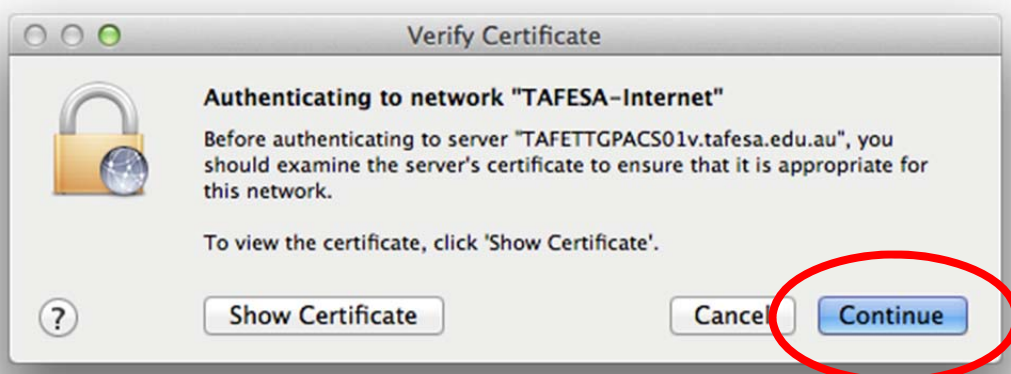 Verify Certificate
Authenticating to network "TAFESA-Internet"
Before authenticating to server "TAFETTGPACS01v.tafesa.edu.au", you
should examine the server's certificate to ensure that it is appropriate for
this network.
To view the certificate, click 'Show Certificate'.
? Show Certificate Cancel Continue